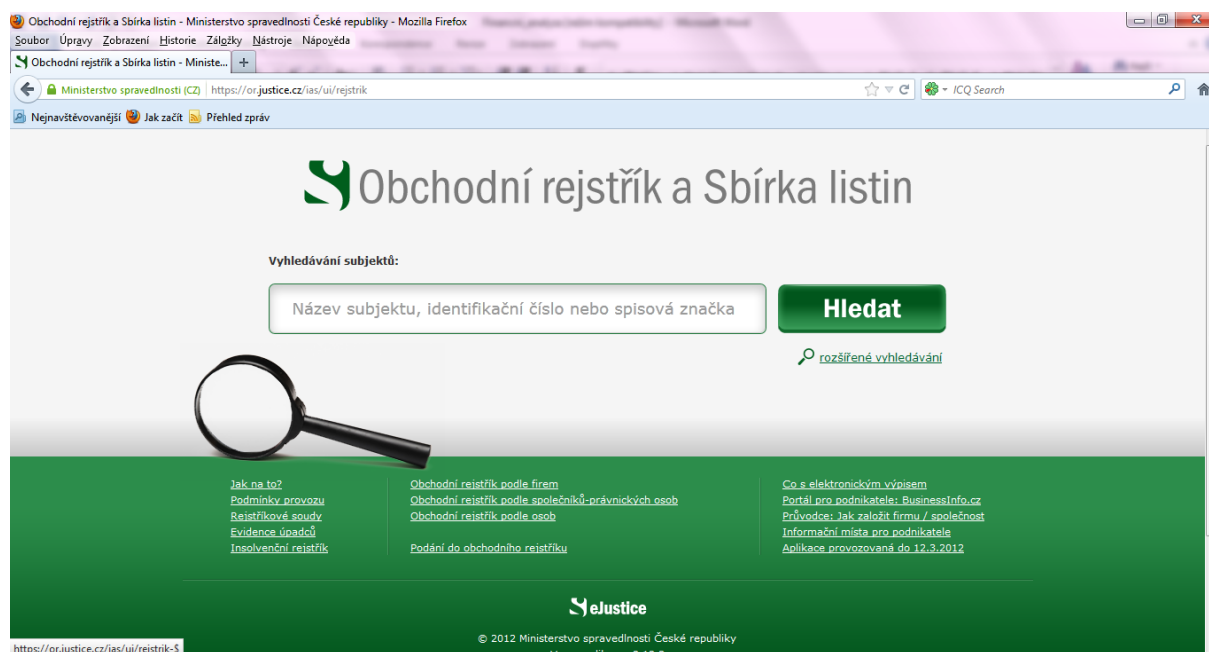 Obchodní rejstřík a Sbírka listin - Ministerstvo spravedlnosti České republiky - Mozilla Firefox
Soubor Úpravy Zobrazení Historie Záložky Nástroje Nápověda
Obchodní rejstřík a Sbírka listin - Ministe... +
Ministerstvo spravedlnosti (CZ) https://or.justice.cz/ias/ui/rejstrik ICQ Search
Nejnavštěvovanější Jak začít Přehled zpráv
Obchodní rejstřík a Sbírka listin
Vyhledávání subjektů:
Název subjektu, identifikační číslo nebo spisová značka Hledat
rozšířené vyhledávání
Jak na to?
Podmínky provozu
Rejstříkové soudy
Evidence úpadců
Insolvenční rejstřík
Obchodní rejstřík podle firem
Obchodní rejstřík podle společníků-právnických osob
Obchodní rejstřík podle osob
Podání do obchodního rejstříku
Co s elektronickým výpisem
Portál pro podnikatele: BusinessInfo.cz
Průvodce: Jak založit firmu / společnost
Informační místa pro podnikatele
Aplikace provozovaná do 12.3.2012
eJustice
© 2012 Ministerstvo spravedlnosti České republiky
https://or.justice.cz/ias/ui/rejstrik-$